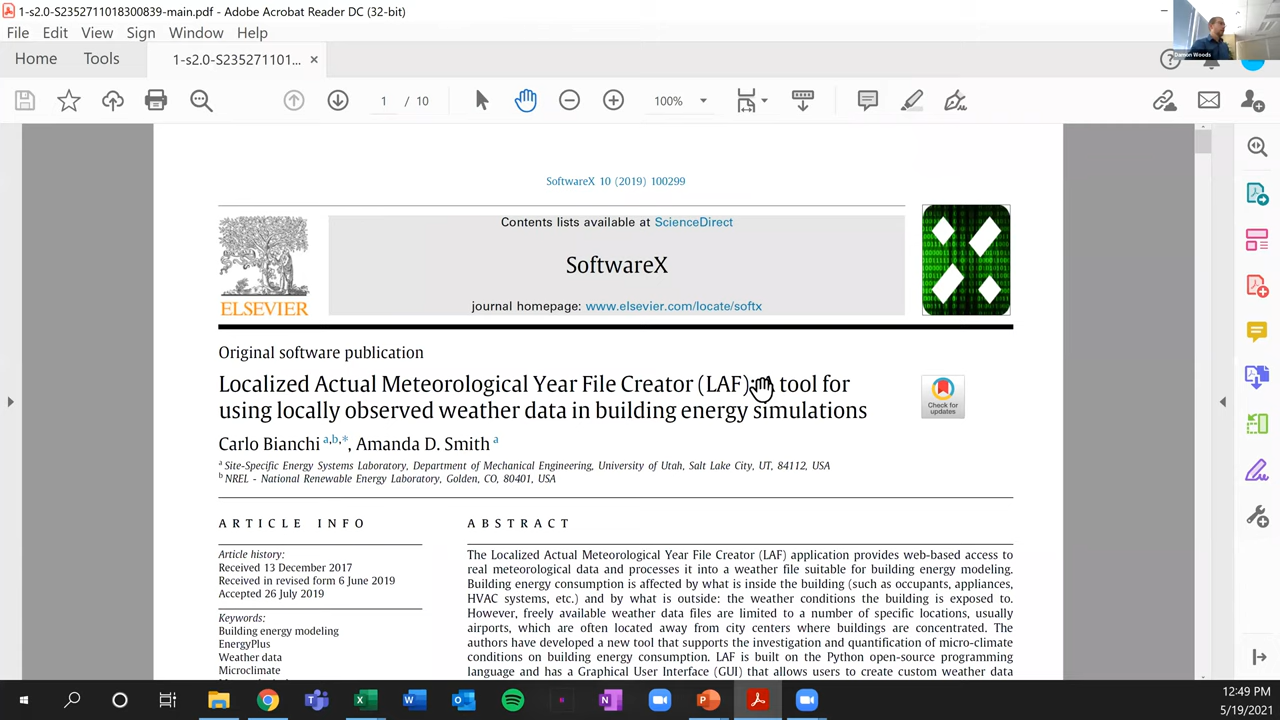 1-s2.0-S2352711018300839-main.pdf - Adobe Acrobat Reader DC (32-bit)
File Edit View Sign Window Help
Damon Woods
Home Tools 1-s2.0-S235271101... ×
1 / 10 100%
SoftwareX 10 (2019) 100299
Contents lists available at ScienceDirect
SoftwareX
journal homepage: www.elsevier.com/locate/softx
ELSEVIER
Original software publication
Localized Actual Meteorological Year File Creator (LAF) tool for
using locally observed weather data in building energy simulations
Check for
updates
Carlo Bianchi a,b,*, Amanda D. Smith a
a Site-Specific Energy Systems Laboratory, Department of Mechanical Engineering, University of Utah, Salt Lake City, UT, 84112, USA
b NREL - National Renewable Energy Laboratory, Golden, CO, 80401, USA
ARTICLE INFO
Article history:
Received 13 December 2017
Received in revised form 6 June 2019
Accepted 26 July 2019
Keywords:
Building energy modeling
EnergyPlus
Weather data
Microclimate
ABSTRACT
The Localized Actual Meteorological Year File Creator (LAF) application provides web-based access to
real meteorological data and processes it into a weather file suitable for building energy modeling.
Building energy consumption is affected by what is inside the building (such as occupants, appliances,
HVAC systems, etc.) and by what is outside: the weather conditions the building is exposed to.
However, freely available weather data files are limited to a number of specific locations, usually
airports, which are often located away from city centers where buildings are concentrated. The
authors have developed a new tool that supports the investigation and quantification of micro-climate
conditions on building energy consumption. LAF is built on the Python open-source programming
language and has a Graphical User Interface (GUI) that allows users to create custom weather data
12:49 PM
5/19/2021